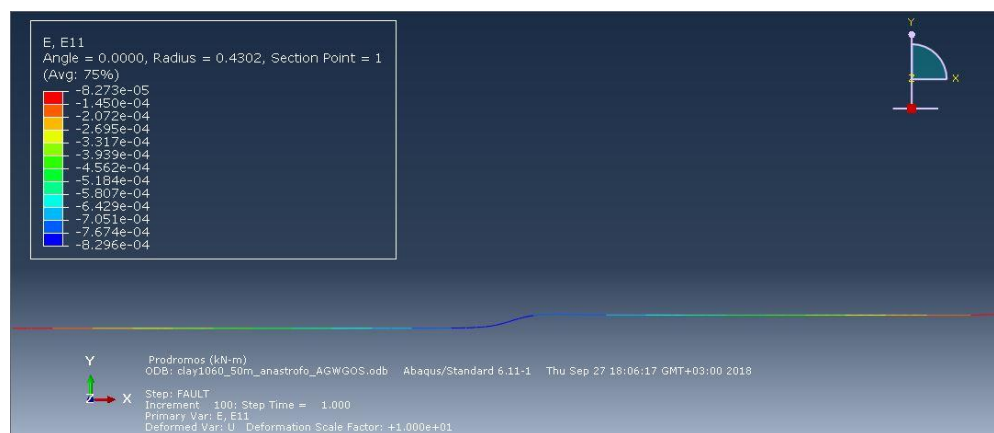 E, E11
Angle = 0.0000, Radius = 0.4302, Section Point = 1
(Avg: 75%)
-8.273e-05
-1.450e-04
-2.072e-04
-2.695e-04
-3.317e-04
-3.939e-04
-4.562e-04
-5.184e-04
-5.807e-04
-6.429e-04
-7.051e-04
-7.674e-04
-8.296e-04
Y
Z X
Y
Z X
Prodromos (kN-m)
ODB: clay1060_50m_anastrofo_AGWGOS.odb Abaqus/Standard 6.11-1 Thu Sep 27 18:06:17 GMT+03:00 2018
Step: FAULT
Increment 100: Step Time = 1.000
Primary Var: E, E11
Deformed Var: U Deformation Scale Factor: +1.000e+01